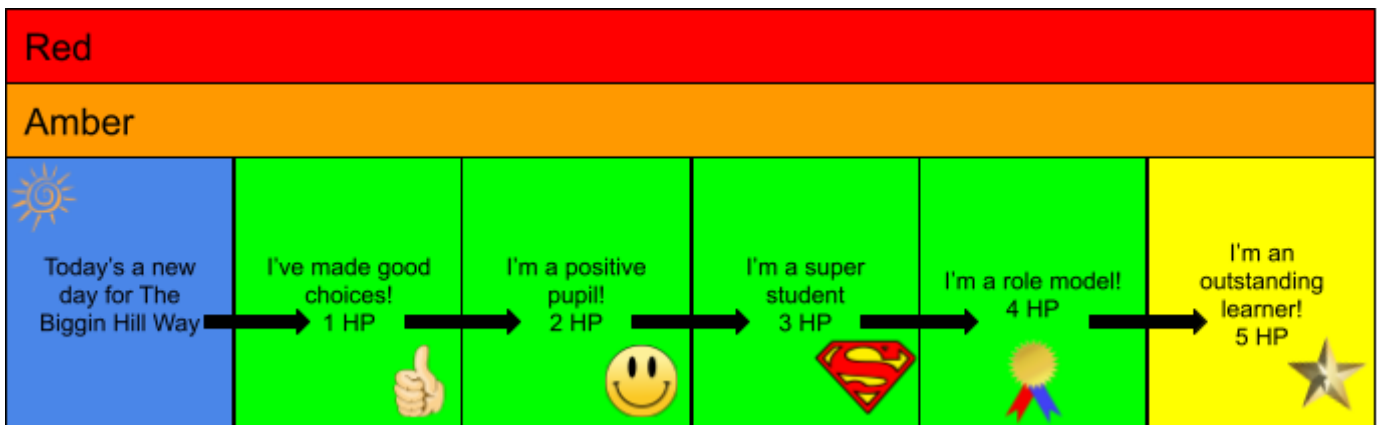 Red
Amber
Today's a new
day for The
Biggin Hill Way
I've made good
choices!
1 HP
I'm a positive
pupil!
2 HP
I'm a super
student
3 HP
I'm a role model!
4 HP
I'm an
outstanding
learner!
5 HP